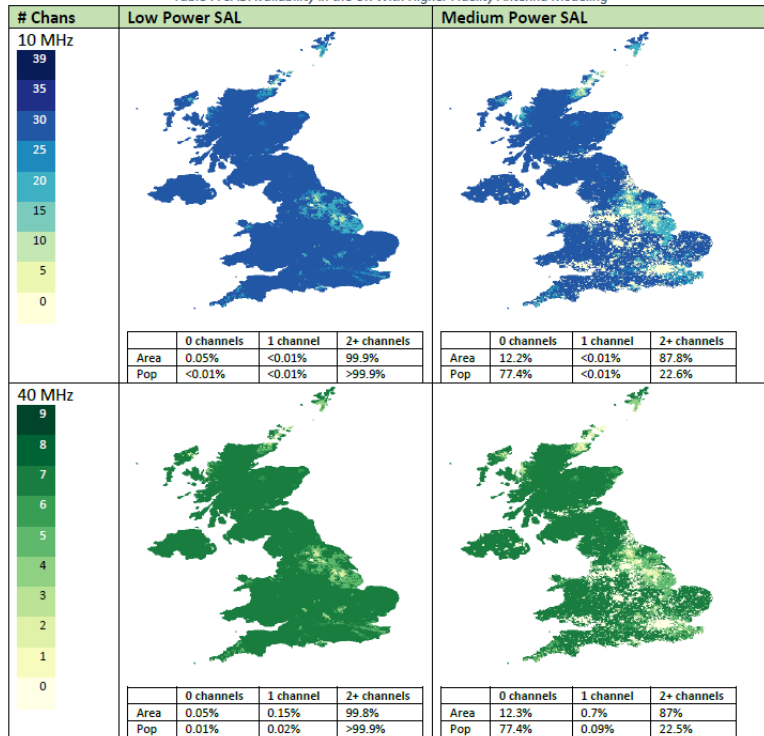 # Chans Low Power SAL Medium Power SAL
10 MHz
39
35
30
25
20
15
10
5
0
0 channels 1 channel 2+ channels
Area 0.05% <0.01% 99.9%
Pop <0.01% <0.01% >99.9%
0 channels 1 channel 2+ channels
Area 12.2% <0.01% 87.8%
Pop 77.4% <0.01% 22.6%
40 MHz
9
8
7
6
5
4
3
2
1
0
0 channels 1 channel 2+ channels
Area 0.05% 0.15% 99.8%
Pop 0.01% 0.02% >99.9%
0 channels 1 channel 2+ channels
Area 12.3% 0.7% 87%
Pop 77.4% 0.09% 22.5%